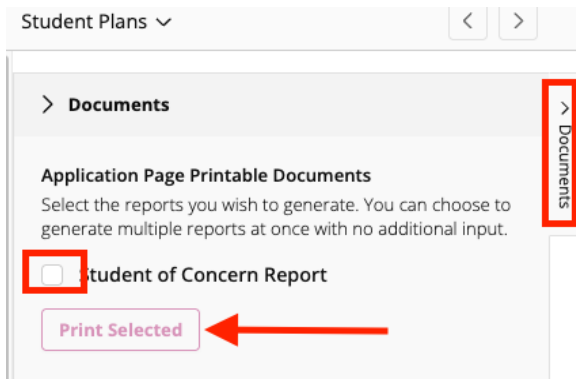 Student Plans
Documents
Documents
Application Page Printable Documents
Select the reports you wish to generate. You can choose to
generate multiple reports at once with no additional input.
Student of Concern Report
Print Selected